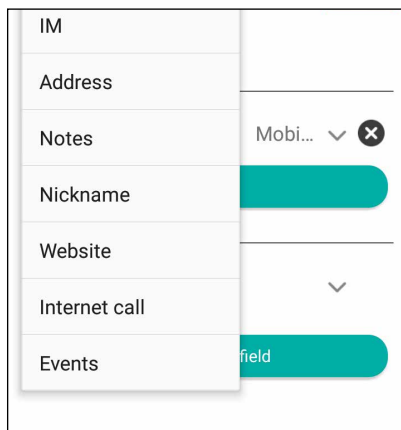 IM
Address
Notes
Mobi...
Nickname
Website
Internet call
Events
field